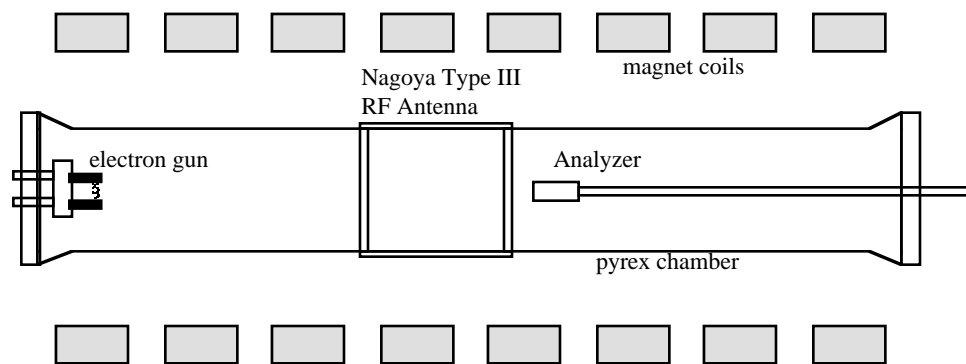 magnet coils
Nagoya Type III
RF Antenna
electron gun
Analyzer
pyrex chamber